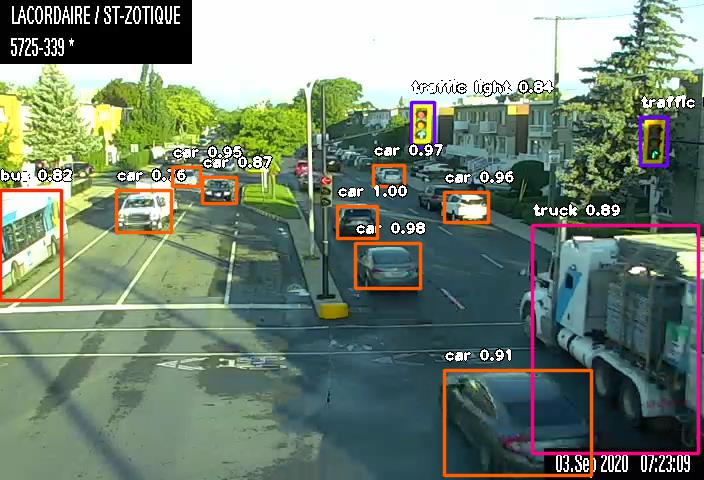 LACORDAIRE / ST-ZOTIQUE
5725-339 *
traffic light 0.84
traffic
car 0.95
car 0.87
car 0.97
bus 0.82
car 0.76
car 1.00
car 0.96
truck 0.89
car 0.98
car 0.91
03.Sep 2020 07:23:09